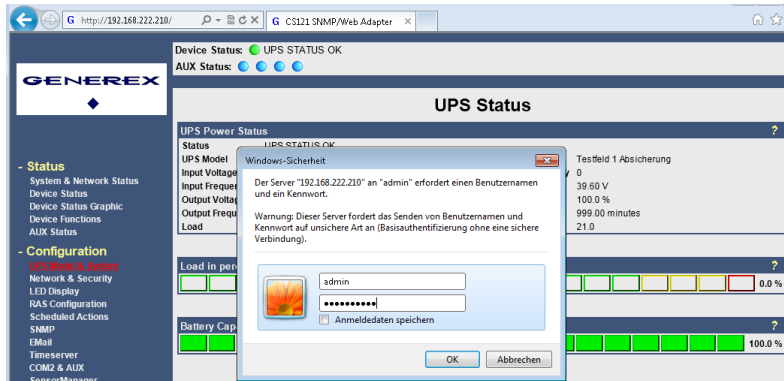 G http://192.168.222.210/
G CS121 SNMP/Web Adapter
GENEREX
Device Status: UPS STATUS OK
AUX Status:
UPS Status
UPS Power Status ?
Status UPS STATUS OK
UPS Model Testfeld 1 Absicherung
Input Voltage 0
Input Frequen 39.60 V
Output Voltag 100.0 %
Output Frequ 999.00 minutes
Load 21.0
Load in per ?
0.0 %
Battery Cap ?
100.0 %
- Status
System & Network Status
Device Status
Device Status Graphic
Device Functions
AUX Status
- Configuration
UPS Model & System
Network & Security
LED Display
RAS Configuration
Scheduled Actions
SNMP
EMail
Timeserver
COM2 & AUX
SensorManager
Windows-Sicherheit
Der Server "192.168.222.210" an "admin" erfordert einen Benutzernamen
und ein Kennwort.
Warnung: Dieser Server fordert das Senden von Benutzernamen und
Kennwort auf unsichere Art an (Basisauthentifizierung ohne eine sichere
Verbindung).
admin
••••••••••
Anmeldedaten speichern
OK Abbrechen